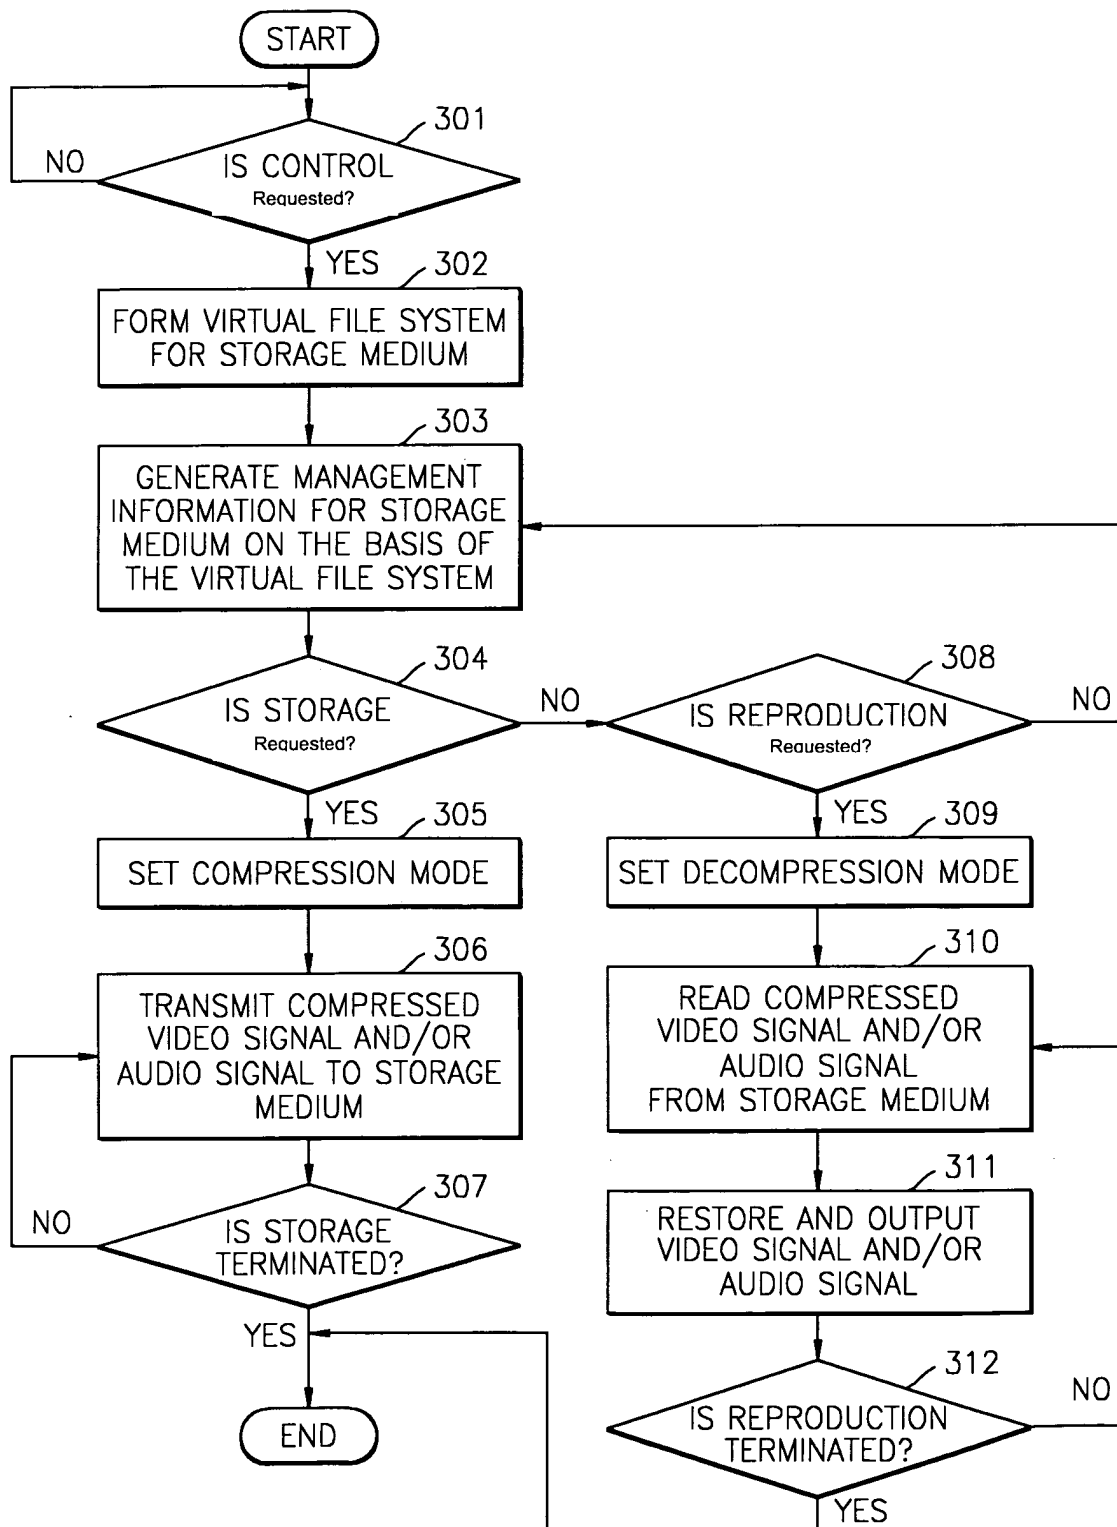 START
301
NO
IS CONTROL
Requested?
YES
302
FORM VIRTUAL FILE SYSTEM
FOR STORAGE MEDIUM
303
GENERATE MANAGEMENT
INFORMATION FOR STORAGE
MEDIUM ON THE BASIS OF
THE VIRTUAL FILE SYSTEM
304
IS STORAGE
Requested?
NO
308
IS REPRODUCTION
Requested?
NO
YES
305
SET COMPRESSION MODE
YES
309
SET DECOMPRESSION MODE
306
TRANSMIT COMPRESSED
VIDEO SIGNAL AND/OR
AUDIO SIGNAL TO STORAGE
MEDIUM
310
READ COMPRESSED
VIDEO SIGNAL AND/OR
AUDIO SIGNAL
FROM STORAGE MEDIUM
307
NO
IS STORAGE
TERMINATED?
YES
311
RESTORE AND OUTPUT
VIDEO SIGNAL AND/OR
AUDIO SIGNAL
312
NO
IS REPRODUCTION
TERMINATED?
YES
END